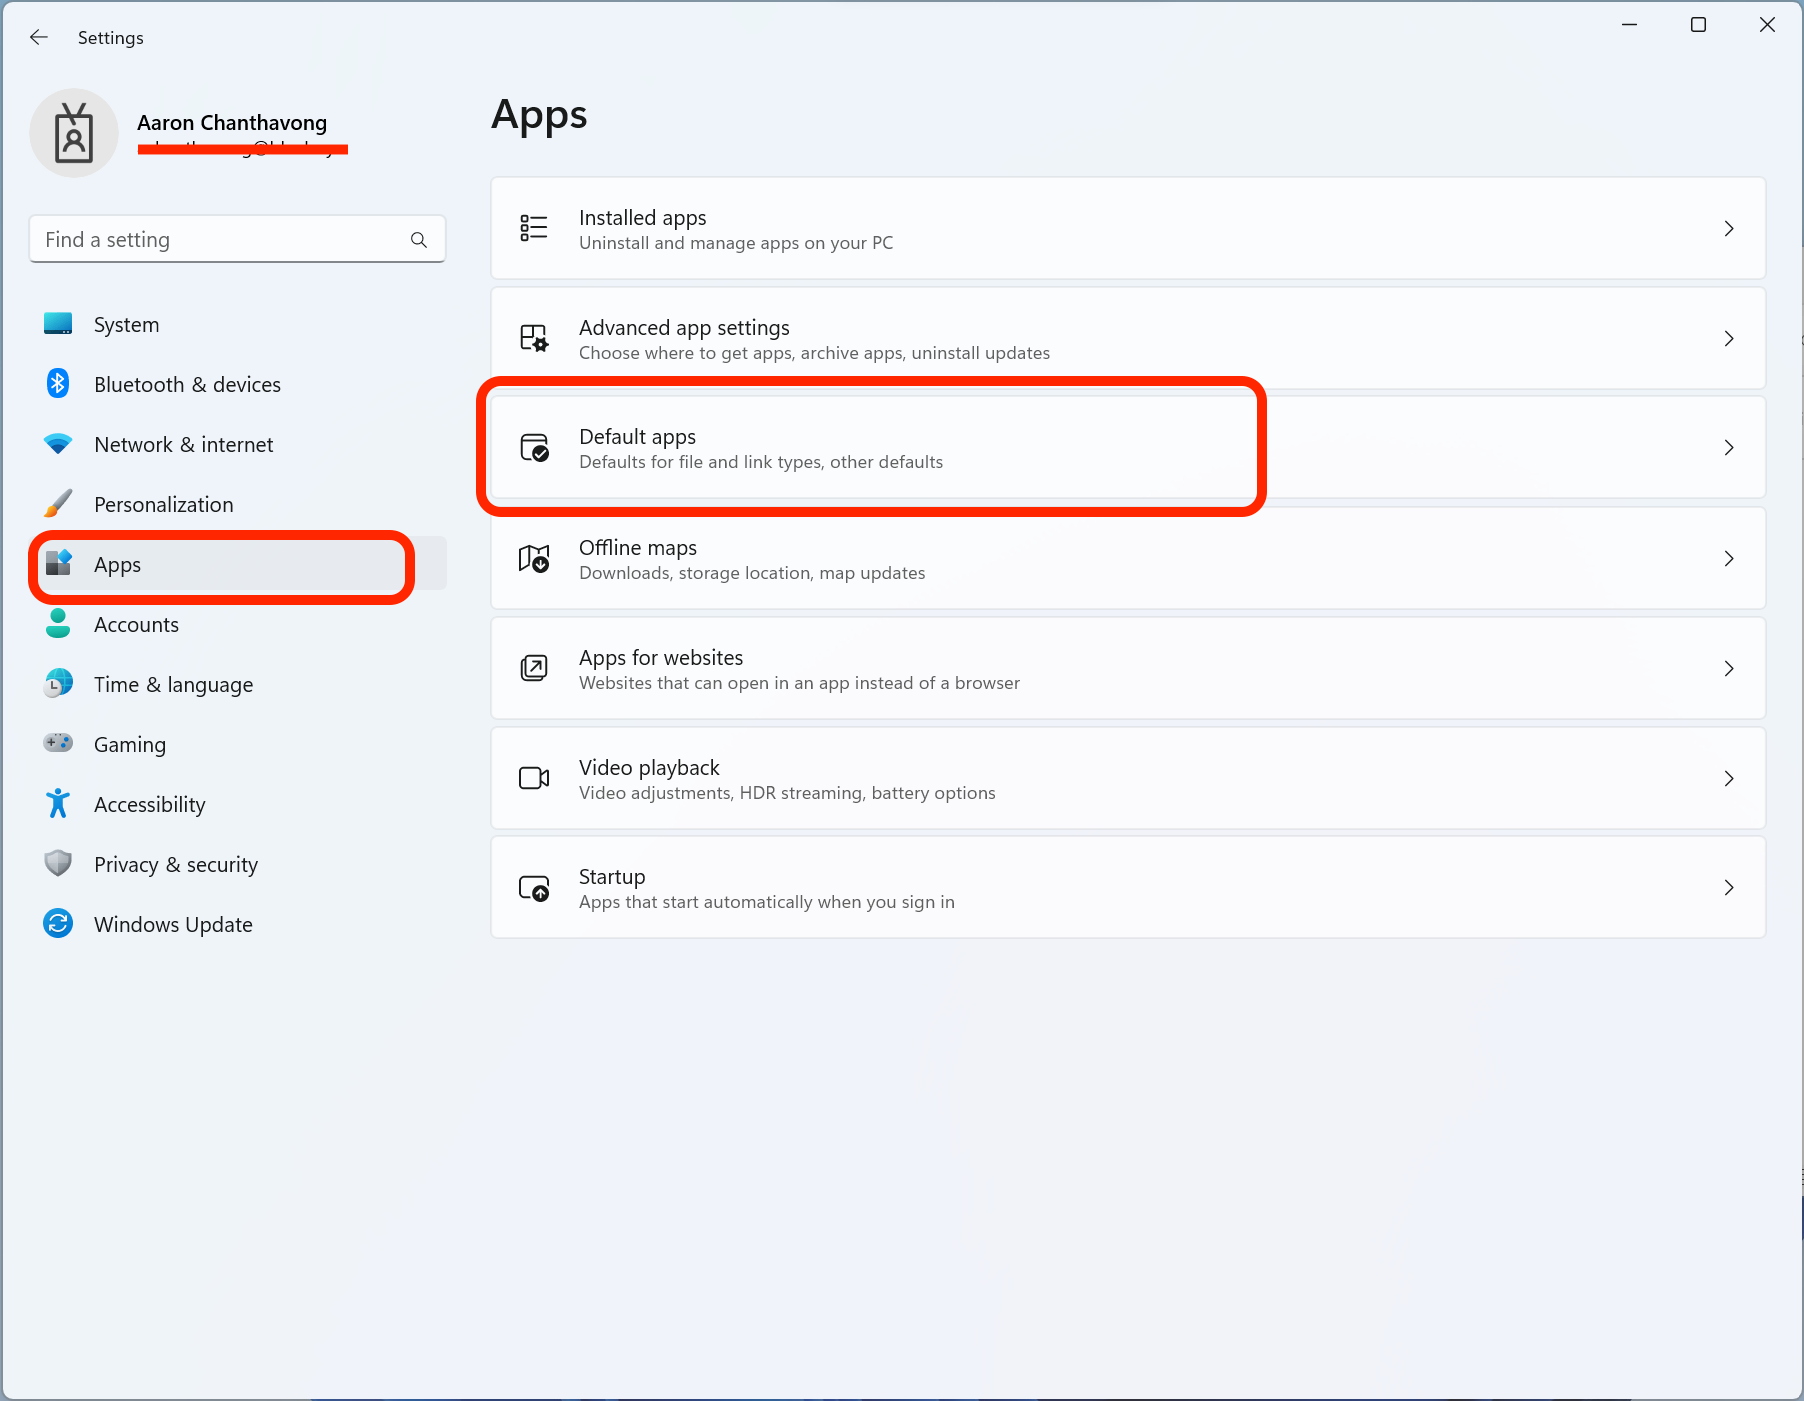 Settings
Aaron Chanthavong
Find a setting
System
Bluetooth & devices
Network & internet
Personalization
Apps
Accounts
Time & language
Gaming
Accessibility
Privacy & security
Windows Update
Apps
Installed apps
Uninstall and manage apps on your PC
Advanced app settings
Choose where to get apps, archive apps, uninstall updates
Default apps
Defaults for file and link types, other defaults
Offline maps
Downloads, storage location, map updates
Apps for websites
Websites that can open in an app instead of a browser
Video playback
Video adjustments, HDR streaming, battery options
Startup
Apps that start automatically when you sign in